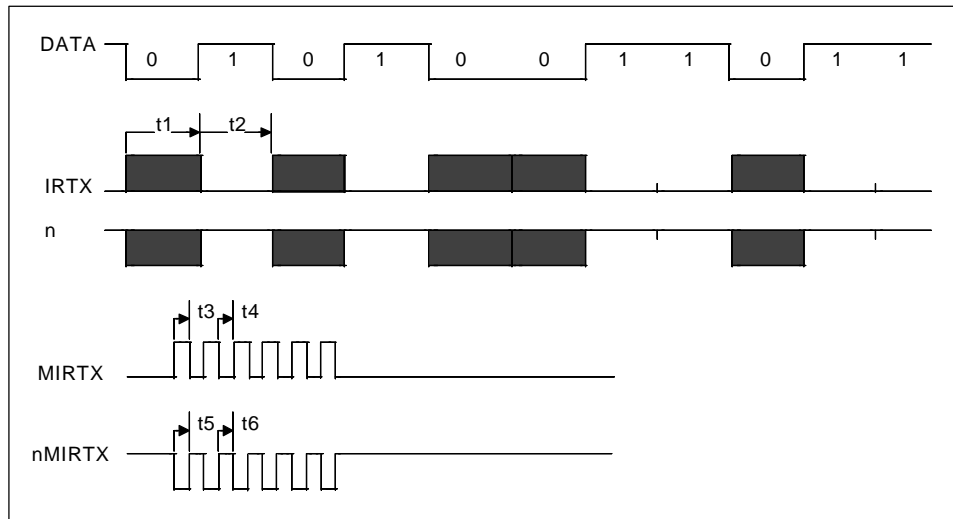 DATA
0 1 0 1 0 0 1 1 0 1 1
t1 t2
IRTX
n
t3 t4
MIRTX
t5 t6
nMIRTX